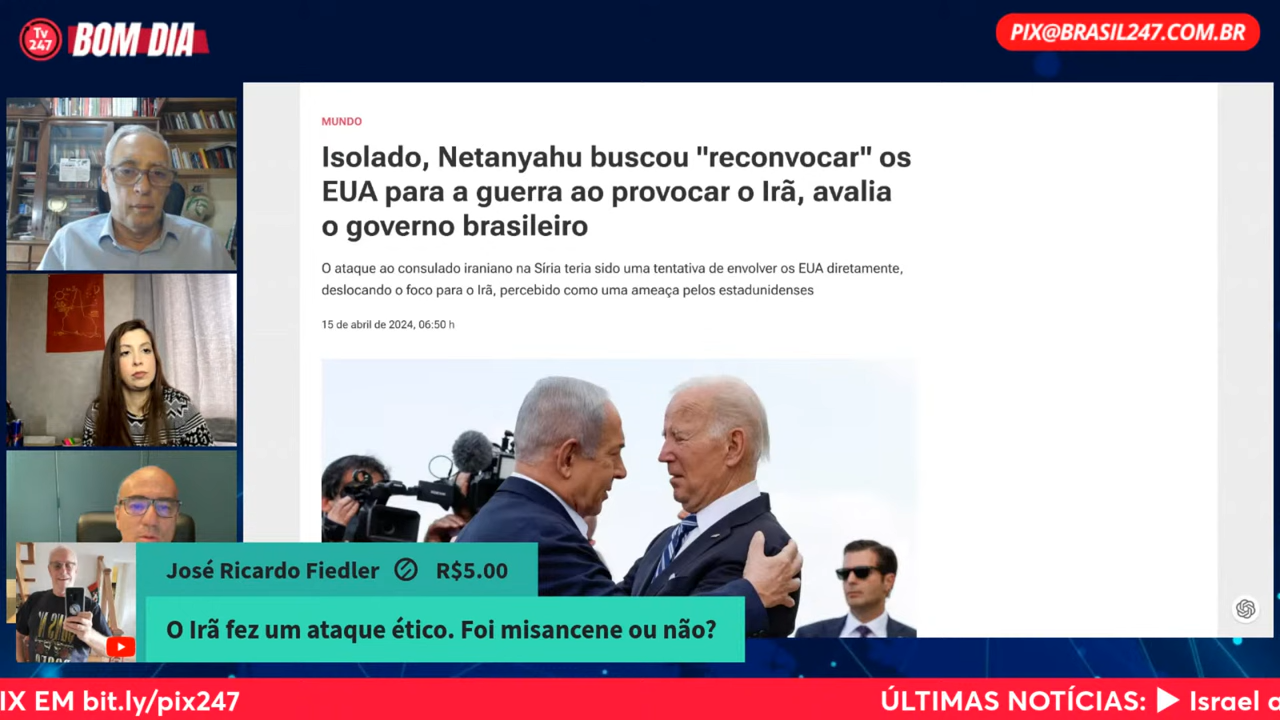 Tv
247
BOM DIA
PIX@BRASIL247.COM.BR
MUNDO
Isolado, Netanyahu buscou "reconvocar" os
EUA para a guerra ao provocar o Irã, avalia
o governo brasileiro
O ataque ao consulado iraniano na Síria teria sido uma tentativa de envolver os EUA diretamente,
deslocando o foco para o Irã, percebido como uma ameaça pelos estadunidenses
15 de abril de 2024, 06:50 h
José Ricardo Fiedler R$5.00
O Irã fez um ataque ético. Foi misancene ou não?
IX EM bit.ly/pix247
ÚLTIMAS NOTÍCIAS: ▶ Israel